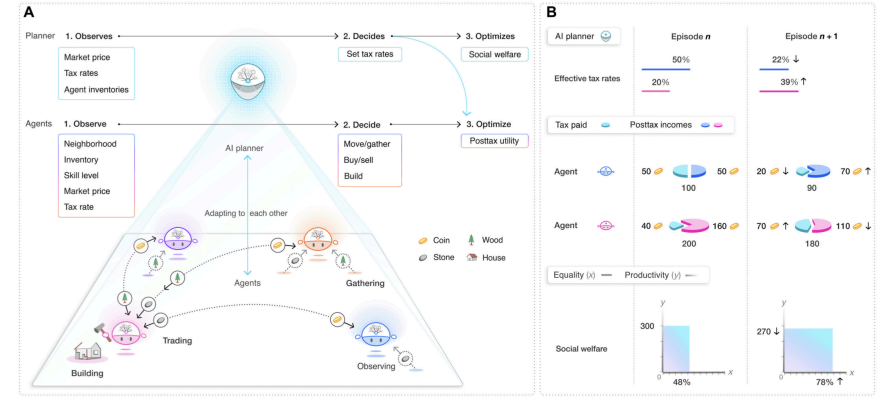 A
Planner 1. Observes 2. Decides 3. Optimizes
Market price
Tax rates
Agent inventories
Set tax rates
Social welfare
Agents 1. Observe 2. Decide 3. Optimize
Neighborhood
Inventory
Skill level
Market price
Tax rate
Move/gather
Buy/sell
Build
Posttax utility
AI planner
Adapting to each other
Agents
Coin Wood
Stone House
Gathering
Trading
Building
Observing
B
AI planner Episode n Episode n + 1
Effective tax rates
50%
20%
22% ↓
39% ↑
Tax paid Posttax incomes
Agent 50 50 20 ↓ 70 ↑
100 90
Agent 40 160 70 ↑ 110 ↓
200 180
Equality (x) Productivity (y)
Social welfare
y
300
0
x
48%
y
270 ↓
0
x
78% ↑